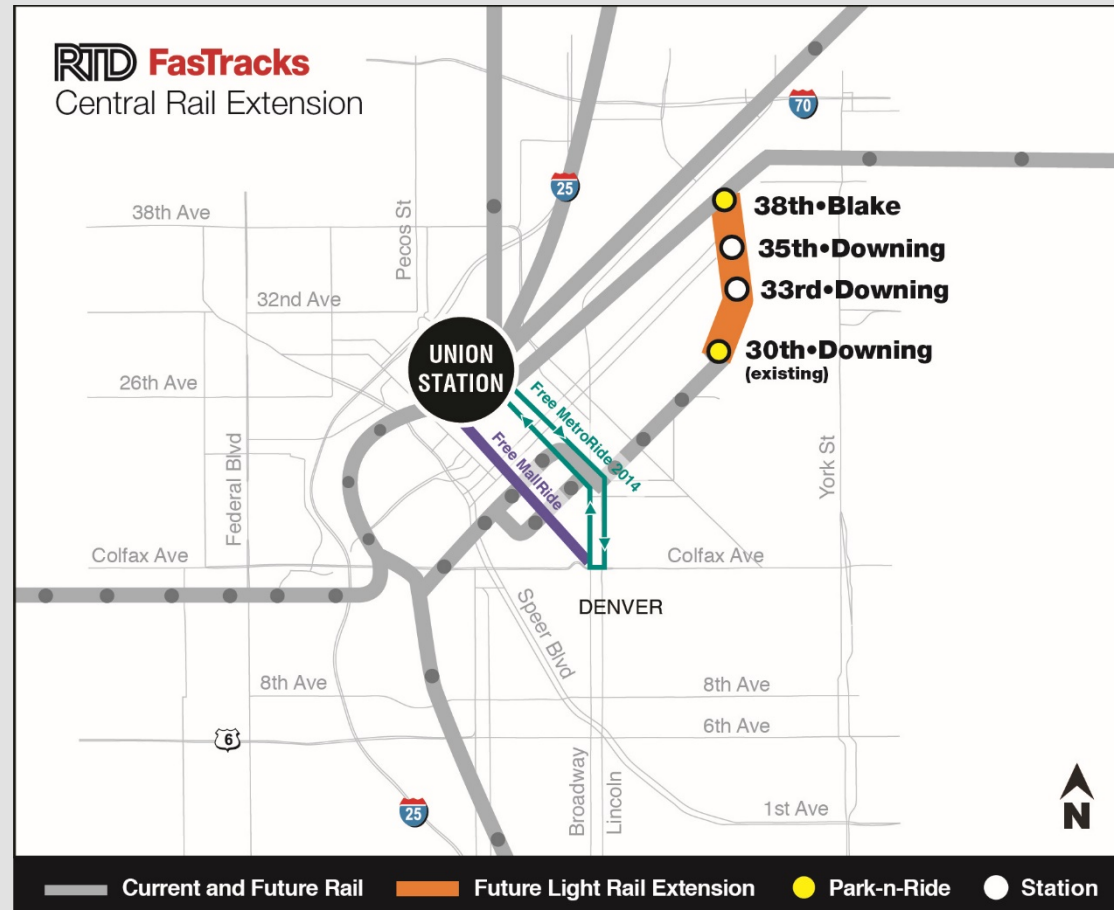 RTD FasTracks
Central Rail Extension
70
25
38th•Blake
38th Ave
Pecos St
35th•Downing
33rd•Downing
32nd Ave
UNION
STATION
30th•Downing
(existing)
26th Ave
Free MetroRide 2014
Free MallRide
Federal Blvd
York St
Colfax Ave
Colfax Ave
DENVER
Speer Blvd
8th Ave
8th Ave
6th Ave
6
Broadway
Lincoln
25
1st Ave
N
Current and Future Rail
Future Light Rail Extension
Park-n-Ride
Station